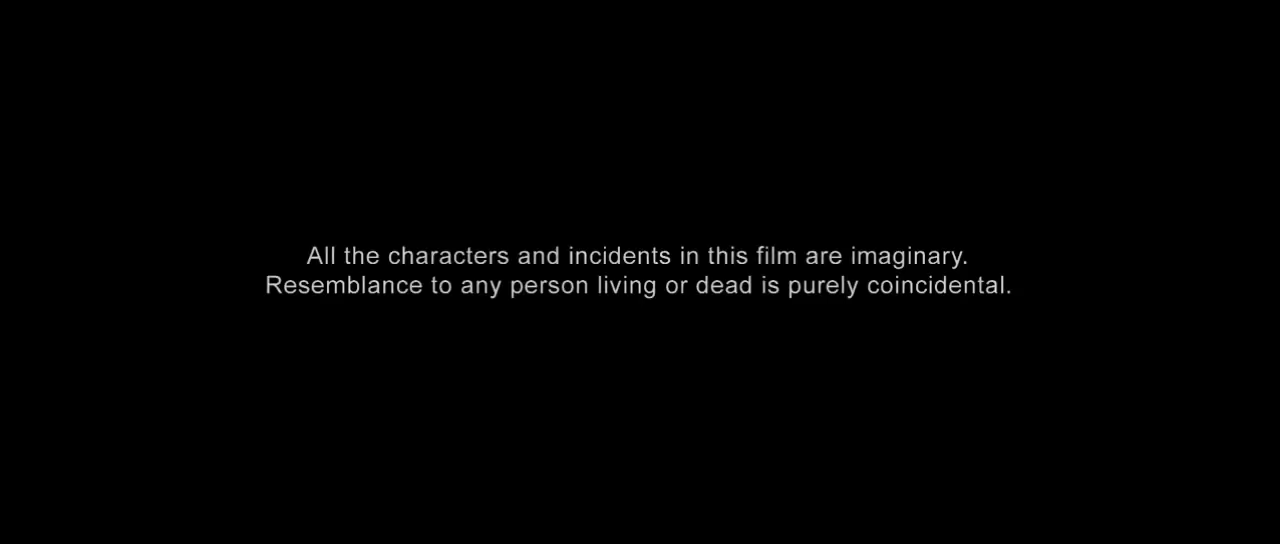 All the characters and incidents in this film are imaginary.
Resemblance to any person living or dead is purely coincidental.